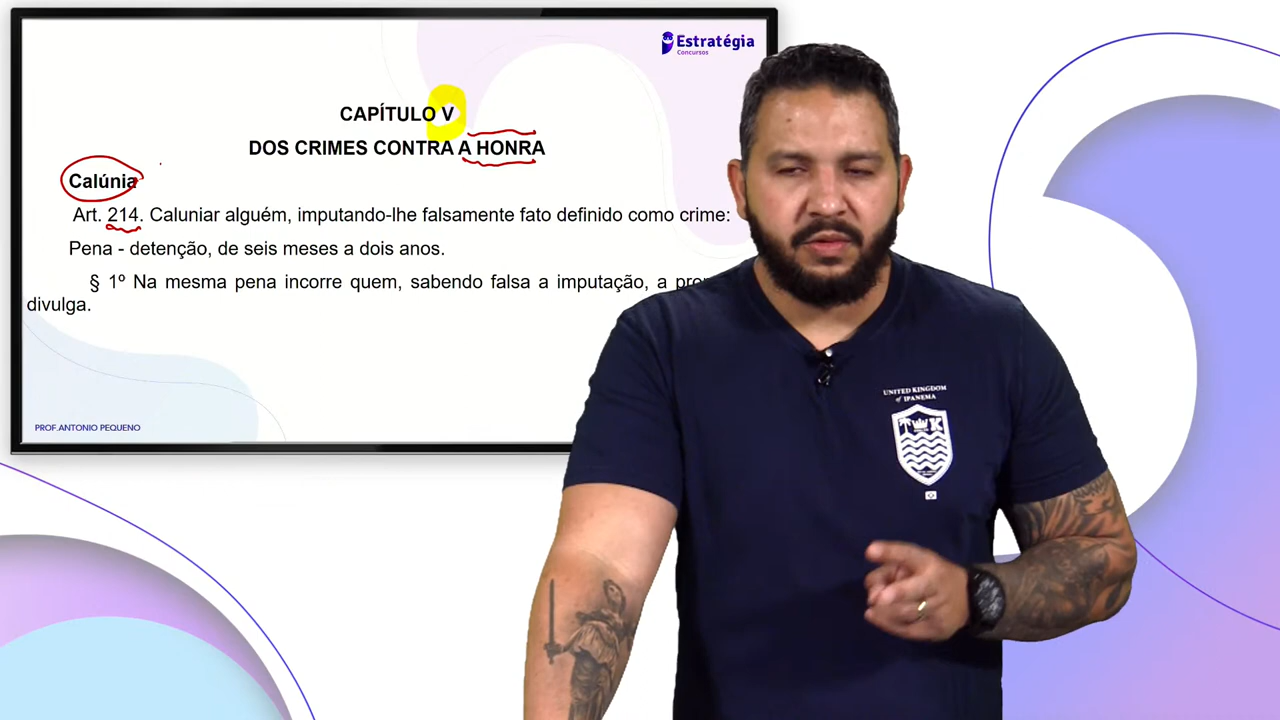 Estratégia
Concursos
CAPÍTULO V
DOS CRIMES CONTRA A HONRA
Calúnia
Art. 214. Caluniar alguém, imputando-lhe falsamente fato definido como crime:
Pena - detenção, de seis meses a dois anos.
§ 1º Na mesma pena incorre quem, sabendo falsa a imputação, a
divulga.
PROF.ANTONIO PEQUENO
UNITED KINGDOM
of IPANEMA